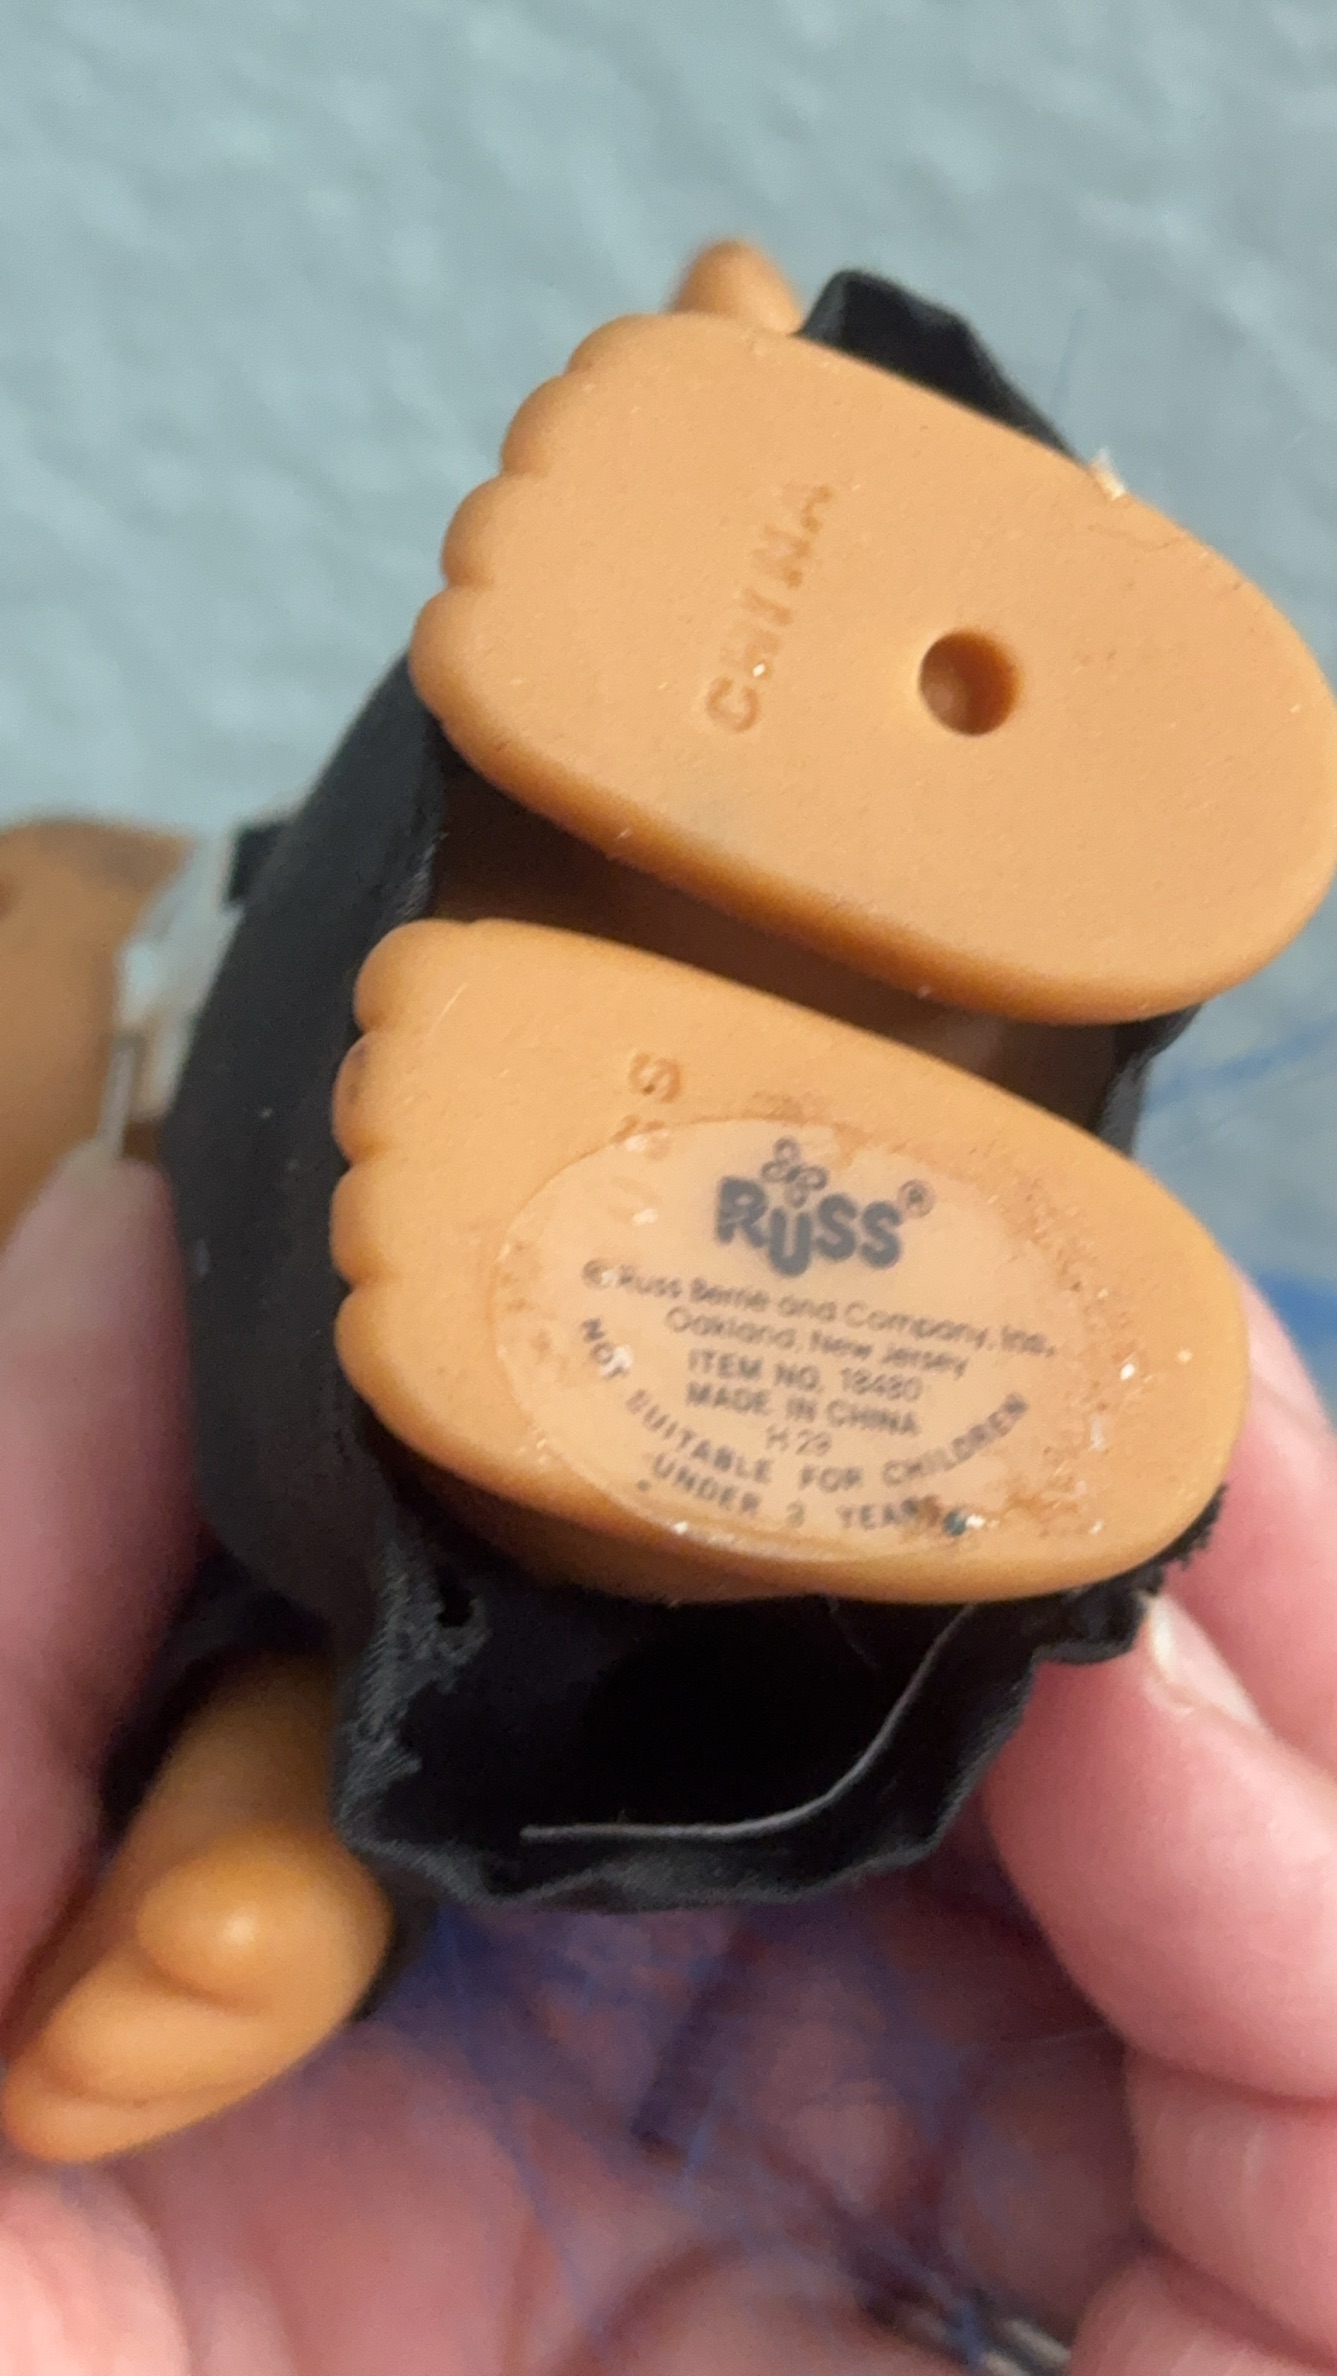 CHINA
S
RUSS®
© Russ Berrie and Company, Inc.
Oakland, New Jersey
ITEM NO. 18480
MADE IN CHINA
H 29
NOT SUITABLE FOR CHILDREN
UNDER 3 YEARS